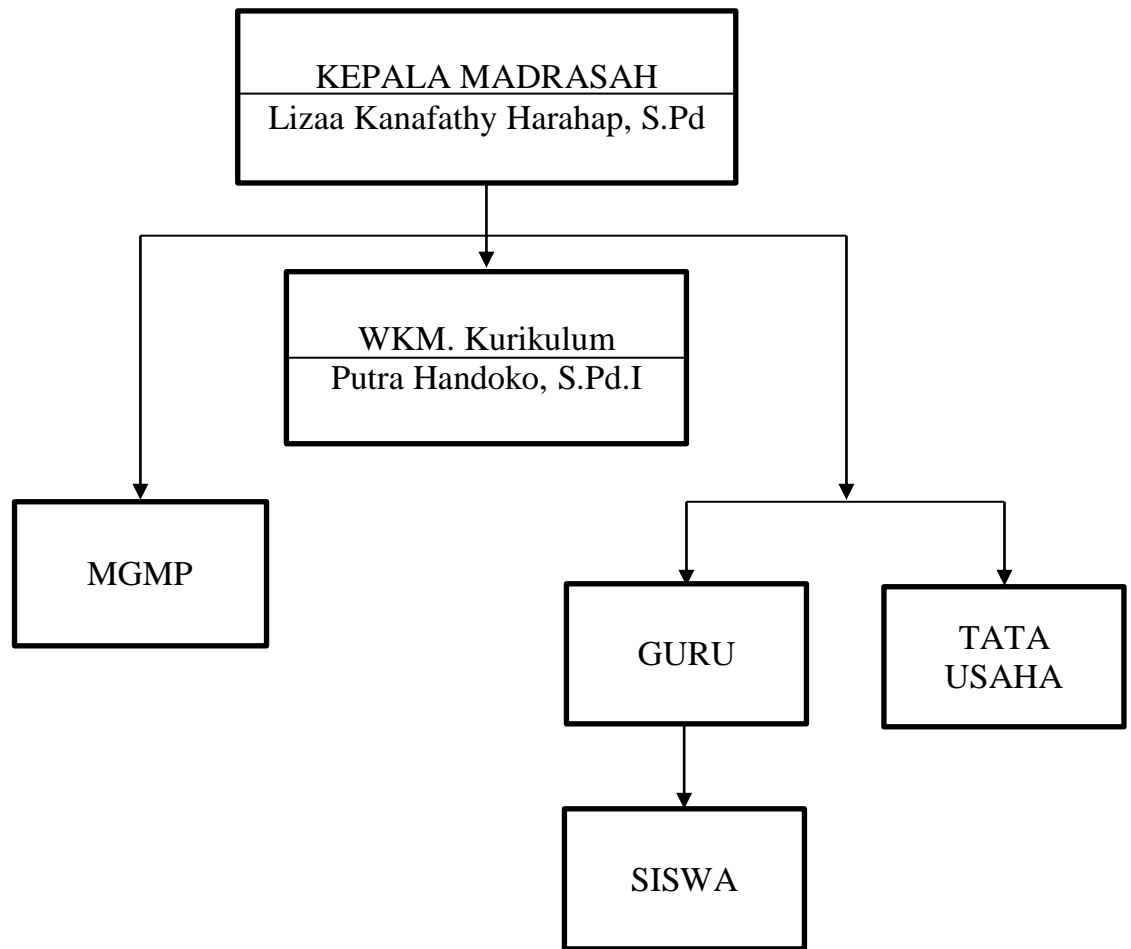 KEPALA MADRASAH
Lizaa Kanafathy Harahap, S.Pd
WKM. Kurikulum
Putra Handoko, S.Pd.I
MGMP
GURU
TATA
USAHA
SISWA